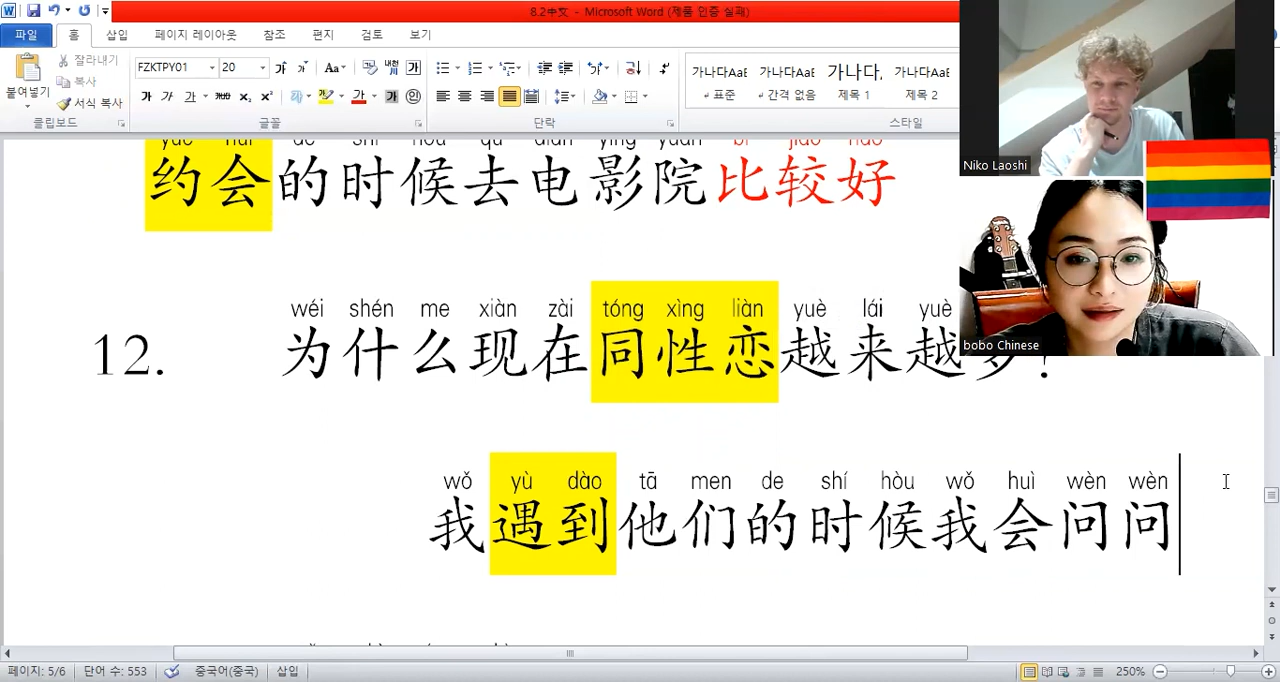 8.2中文 - Microsoft Word (제품 인증 실패)
파일 홈 삽입 페이지 레이아웃 참조 편지 검토 보기
붙여넣기 잘라내기 복사 서식 복사
FZKTPY01 20
가나다AaE 가나다AaE 가나다, 가나다AaE
표준 간격 없음 제목 1 제목 2
클립보드 글꼴 단락 스타일
Niko Laoshi
约会的时候去电影院比较好
wéi shén me xiàn zài tóng xìng liàn yuè lái yuè
12. 为什么现在同性恋越来越多?
bobo Chinese
wǒ yù dào tā men de shí hòu wǒ huì wèn wèn
我遇到他们的时候我会问问
페이지: 5/6 단어 수: 553 중국어(중국) 삽입 250%